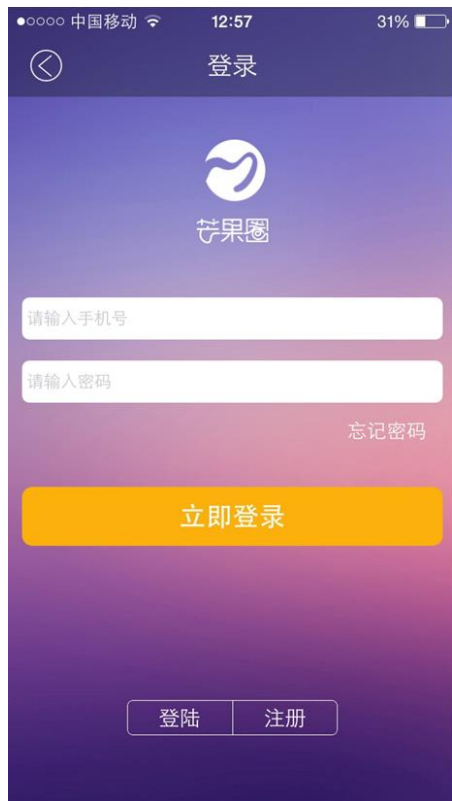 中国移动 12:57 31%
登录
芒果圈
请输入手机号
请输入密码
忘记密码
立即登录
登陆 注册